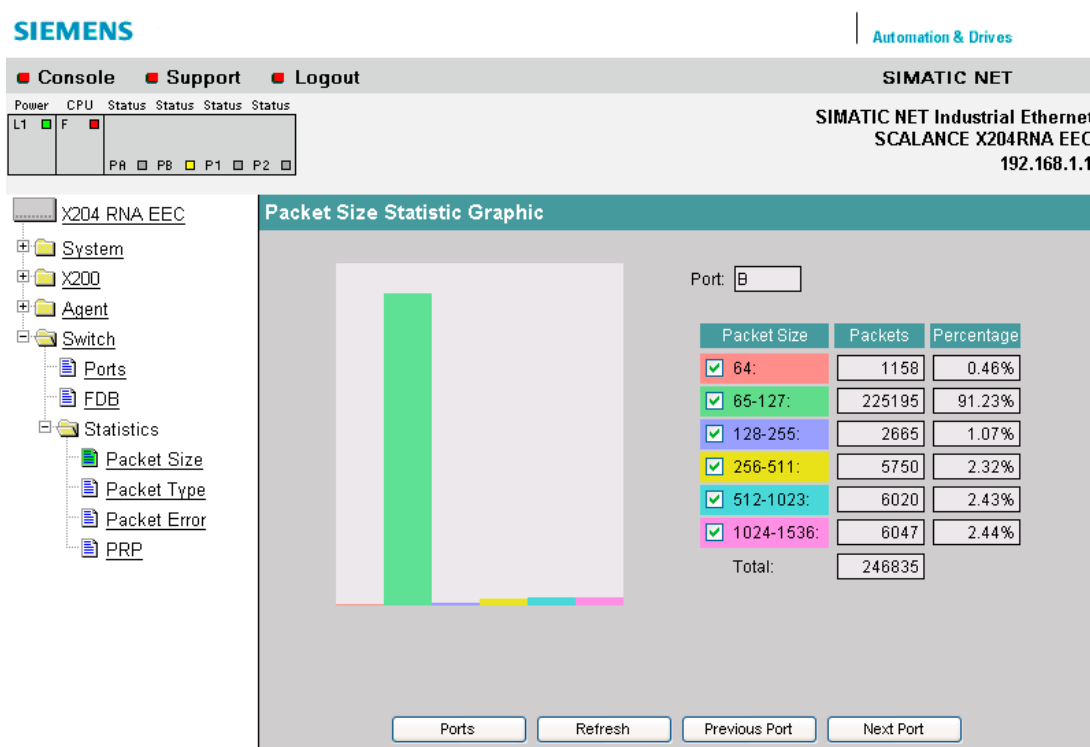 SIEMENS
Automation & Drives
Console Support Logout
SIMATIC NET
Power CPU Status Status Status Status
L1 F
PA PB P1 P2
SIMATIC NET Industrial Ethernet
SCALANCE X204RNA EEC
192.168.1.1
X204 RNA EEC
System
X200
Agent
Switch
Ports
FDB
Statistics
Packet Size
Packet Type
Packet Error
PRP
Packet Size Statistic Graphic
Port: B
Packet Size Packets Percentage
64: 1158 0.46%
65-127: 225195 91.23%
128-255: 2665 1.07%
256-511: 5750 2.32%
512-1023: 6020 2.43%
1024-1536: 6047 2.44%
Total: 246835
Ports Refresh Previous Port Next Port